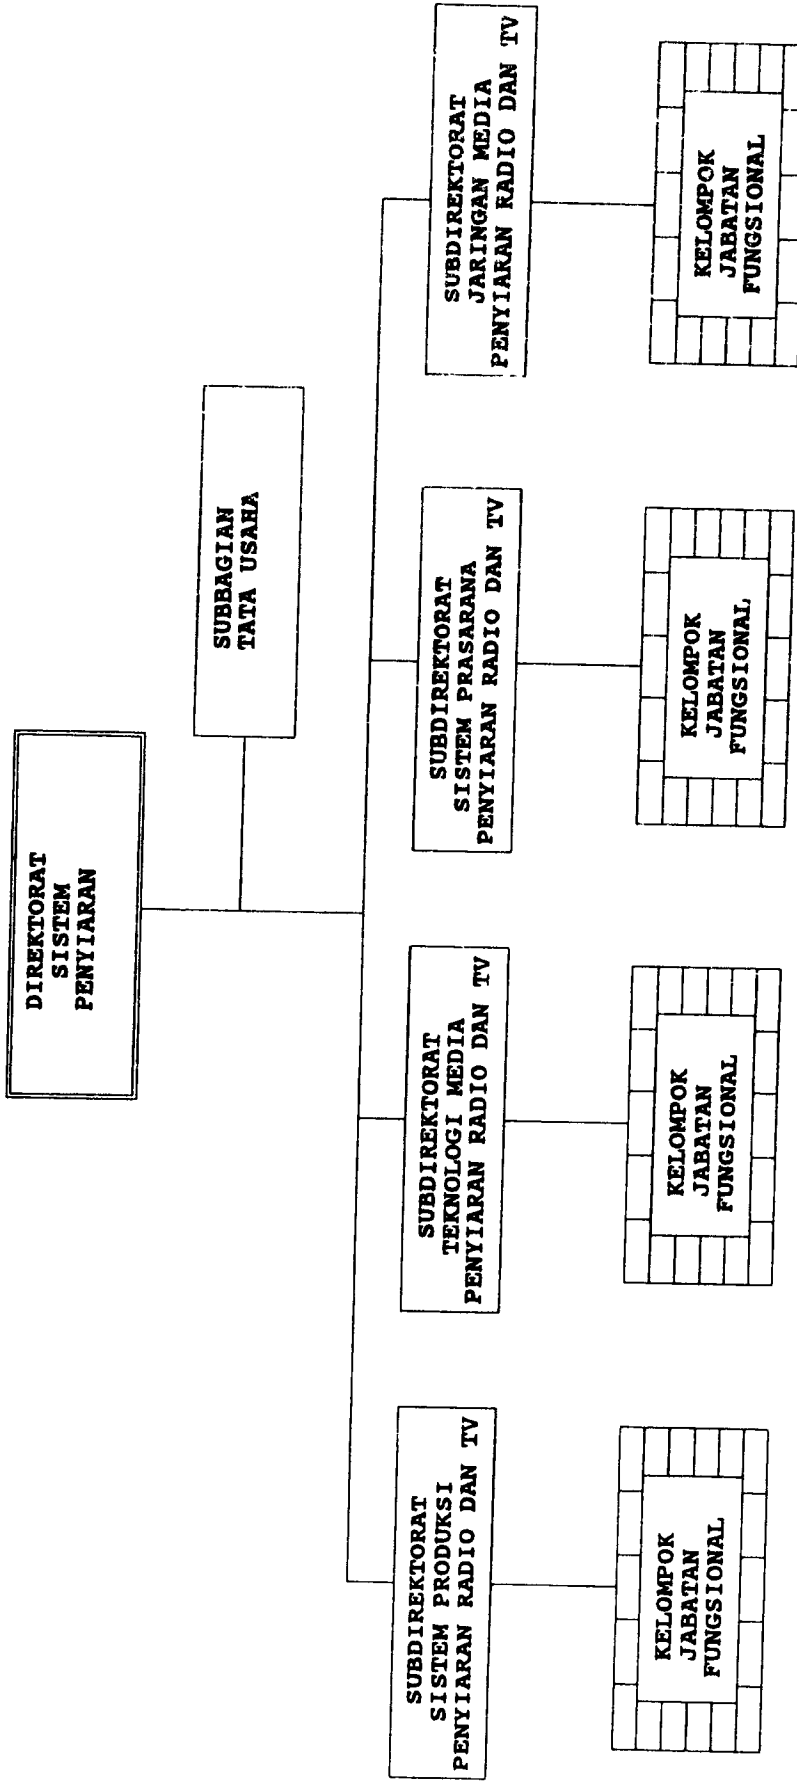 DIREKTORAT
SISTEM
PENYIARAN
SUBBAGIAN
TATA USAHA
SUBDIREKTORAT
SISTEM PRODUKSI
PENYIARAN RADIO DAN TV
SUBDIREKTORAT
TEKNOLOGI MEDIA
PENYIARAN RADIO DAN TV
SUBDIREKTORAT
SISTEM PRASARANA
PENYIARAN RADIO DAN TV
SUBDIREKTORAT
JARINGAN MEDIA
PENYIARAN RADIO DAN TV
KELOMPOK
JABATAN
FUNGSIONAL
KELOMPOK
JABATAN
FUNGSIONAL
KELOMPOK
JABATAN
FUNGSIONAL
KELOMPOK
JABATAN
FUNGSIONAL